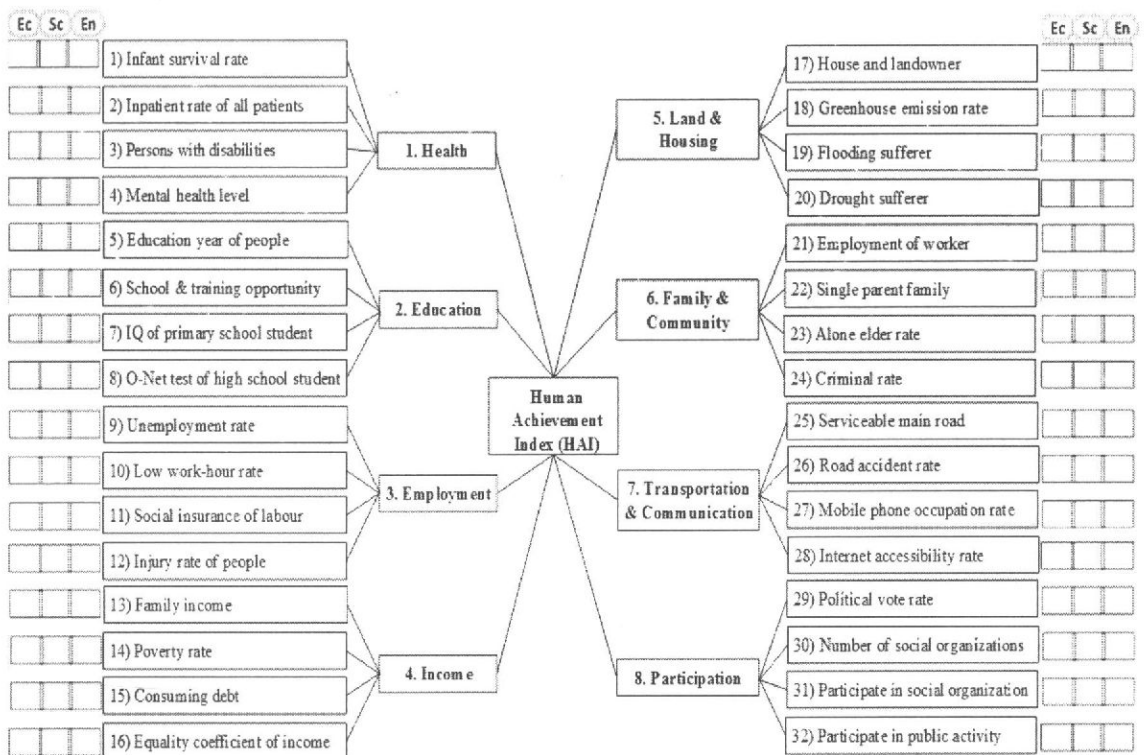 Ec Sc En
1) Infant survival rate
2) Inpatient rate of all patients
3) Persons with disabilities
4) Mental health level
1. Health
5) Education year of people
6) School & training opportunity
7) IQ of primary school student
8) O-Net test of high school student
2. Education
9) Unemployment rate
10) Low work-hour rate
11) Social insurance of labour
12) Injury rate of people
3. Employment
13) Family income
14) Poverty rate
15) Consuming debt
16) Equality coefficient of income
4. Income
Human
Achievement
Index (HAI)
Ec Sc En
5. Land &
Housing
17) House and landowner
18) Greenhouse emission rate
19) Flooding sufferer
20) Drought sufferer
6. Family &
Community
21) Employment of worker
22) Single parent family
23) Alone elder rate
24) Criminal rate
7. Transportation
& Communication
25) Serviceable main road
26) Road accident rate
27) Mobile phone occupation rate
28) Internet accessibility rate
8. Participation
29) Political vote rate
30) Number of social organizations
31) Participate in social organization
32) Participate in public activity